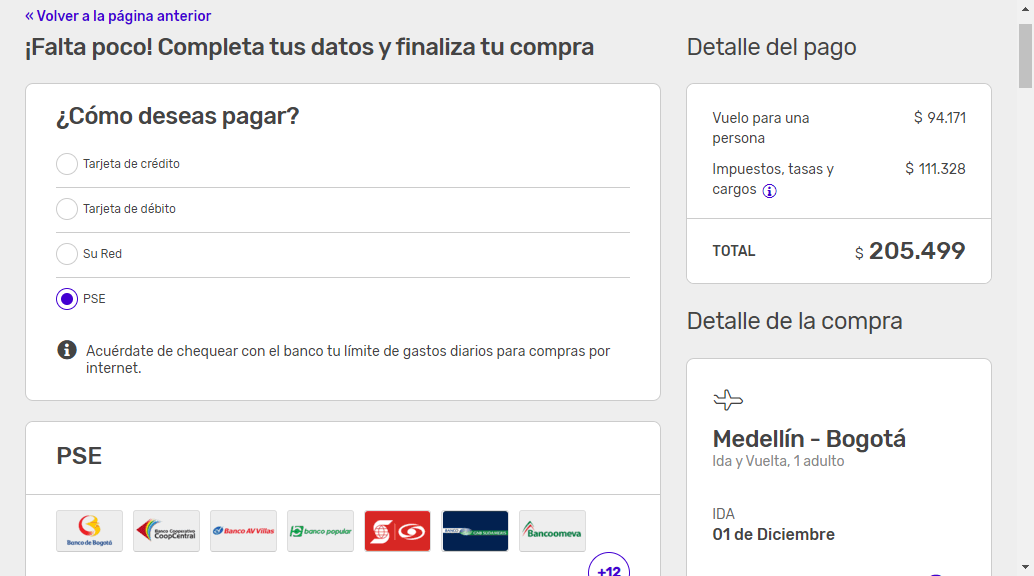 « Volver a la página anterior
¡Falta poco! Completa tus datos y finaliza tu compra
¿Cómo deseas pagar?
Tarjeta de crédito
Tarjeta de débito
Su Red
PSE
Acuérdate de chequear con el banco tu límite de gastos diarios para compras por
internet.
PSE
Banco de Bogotá
Banco Cooperativo
CoopCentral
Banco AV Villas
banco popular
Bancoomeva
+12
Detalle del pago
Vuelo para una
persona
$ 94.171
Impuestos, tasas y
cargos
$ 111.328
TOTAL
$ 205.499
Detalle de la compra
Medellín - Bogotá
Ida y Vuelta, 1 adulto
IDA
01 de Diciembre